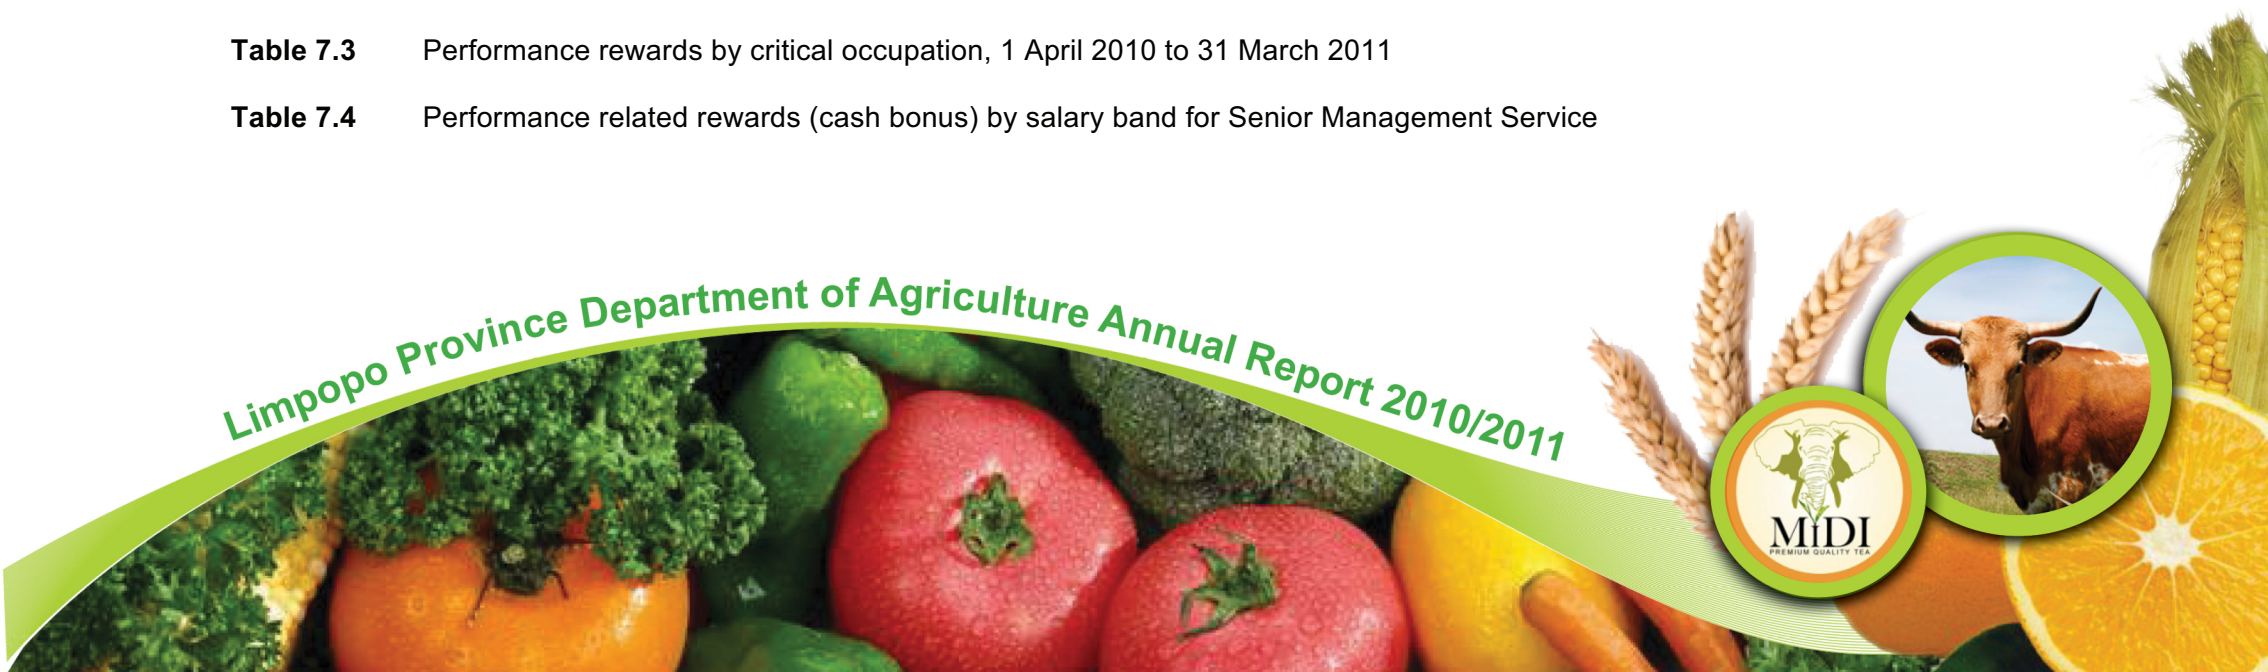 Table 7.3 Performance rewards by critical occupation, 1 April 2010 to 31 March 2011
Table 7.4 Performance related rewards (cash bonus) by salary band for Senior Management Service
Limpopo Province Department of Agriculture Annual Report 2010/2011
MiDI
PREMIUM QUALITY TEA